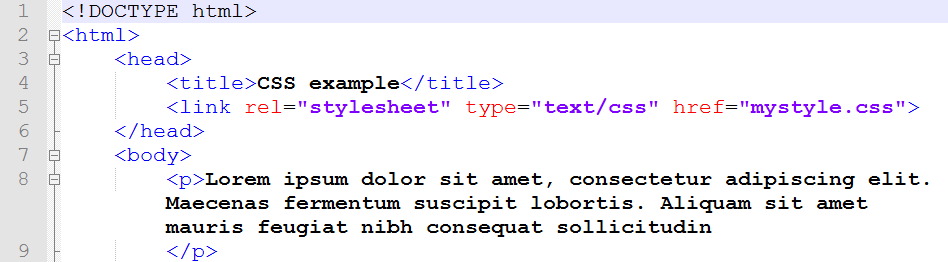 1 <!DOCTYPE html>
2 <html>
3 <head>
4 <title>CSS example</title>
5 <link rel="stylesheet" type="text/css" href="mystyle.css">
6 </head>
7 <body>
8 <p>Lorem ipsum dolor sit amet, consectetur adipiscing elit.
Maecenas fermentum suscipit lobortis. Aliquam sit amet
mauris feugiat nibh consequat sollicitudin
9 </p>